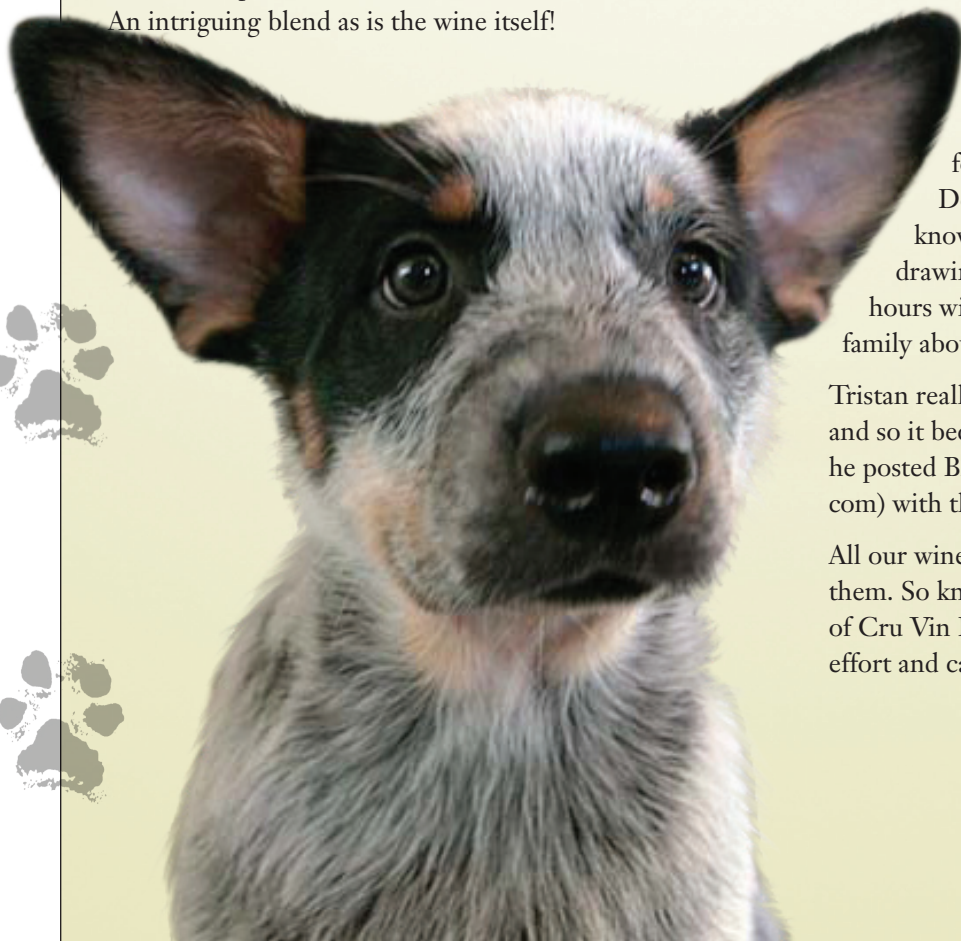 An intriguing blend as is the wine itself!
know
drawin
hours wi
family abou
Tristan reall
and so it bec
he posted B
com) with th
All our wine
them. So kn
of Cru Vin
effort and ca